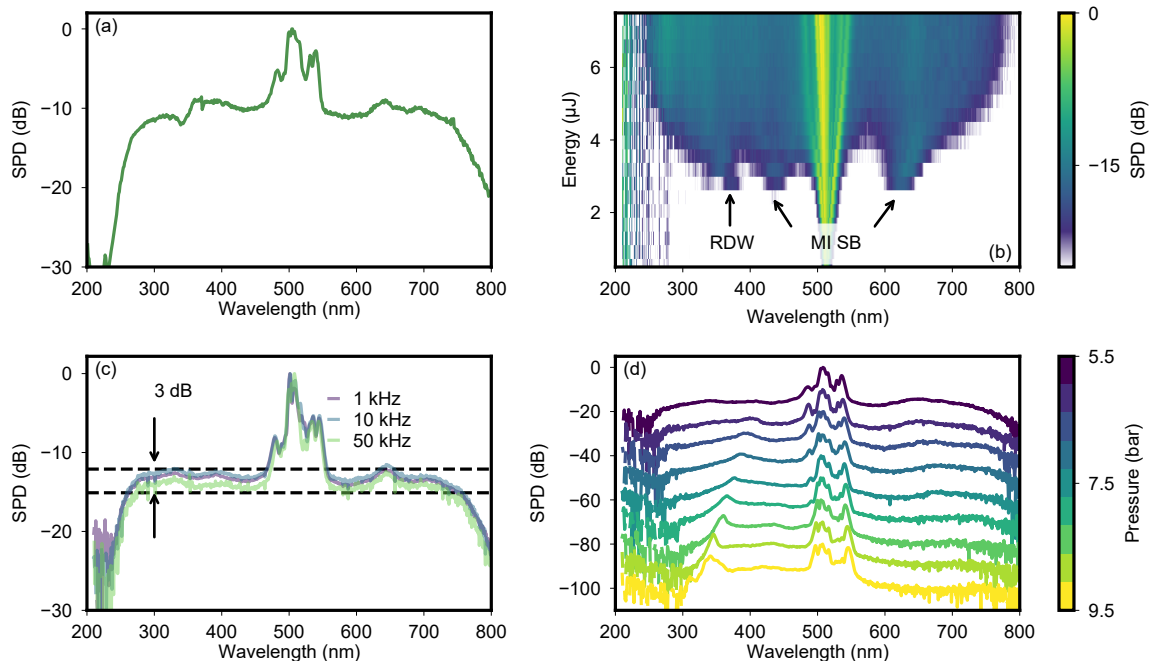 (a)
0
−10
−20
−30
SPD (dB)
200 300 400 500 600 700 800
Wavelength (nm)
6
4
2
Energy (μJ)
RDW
MI SB
(b)
200 300 400 500 600 700 800
Wavelength (nm)
0
−15
SPD (dB)
(c)
3 dB
1 kHz
10 kHz
50 kHz
0
−10
−20
−30
SPD (dB)
200 300 400 500 600 700 800
Wavelength (nm)
(d)
0
−20
−40
−60
−80
−100
SPD (dB)
200 300 400 500 600 700 800
Wavelength (nm)
5.5
7.5
9.5
Pressure (bar)